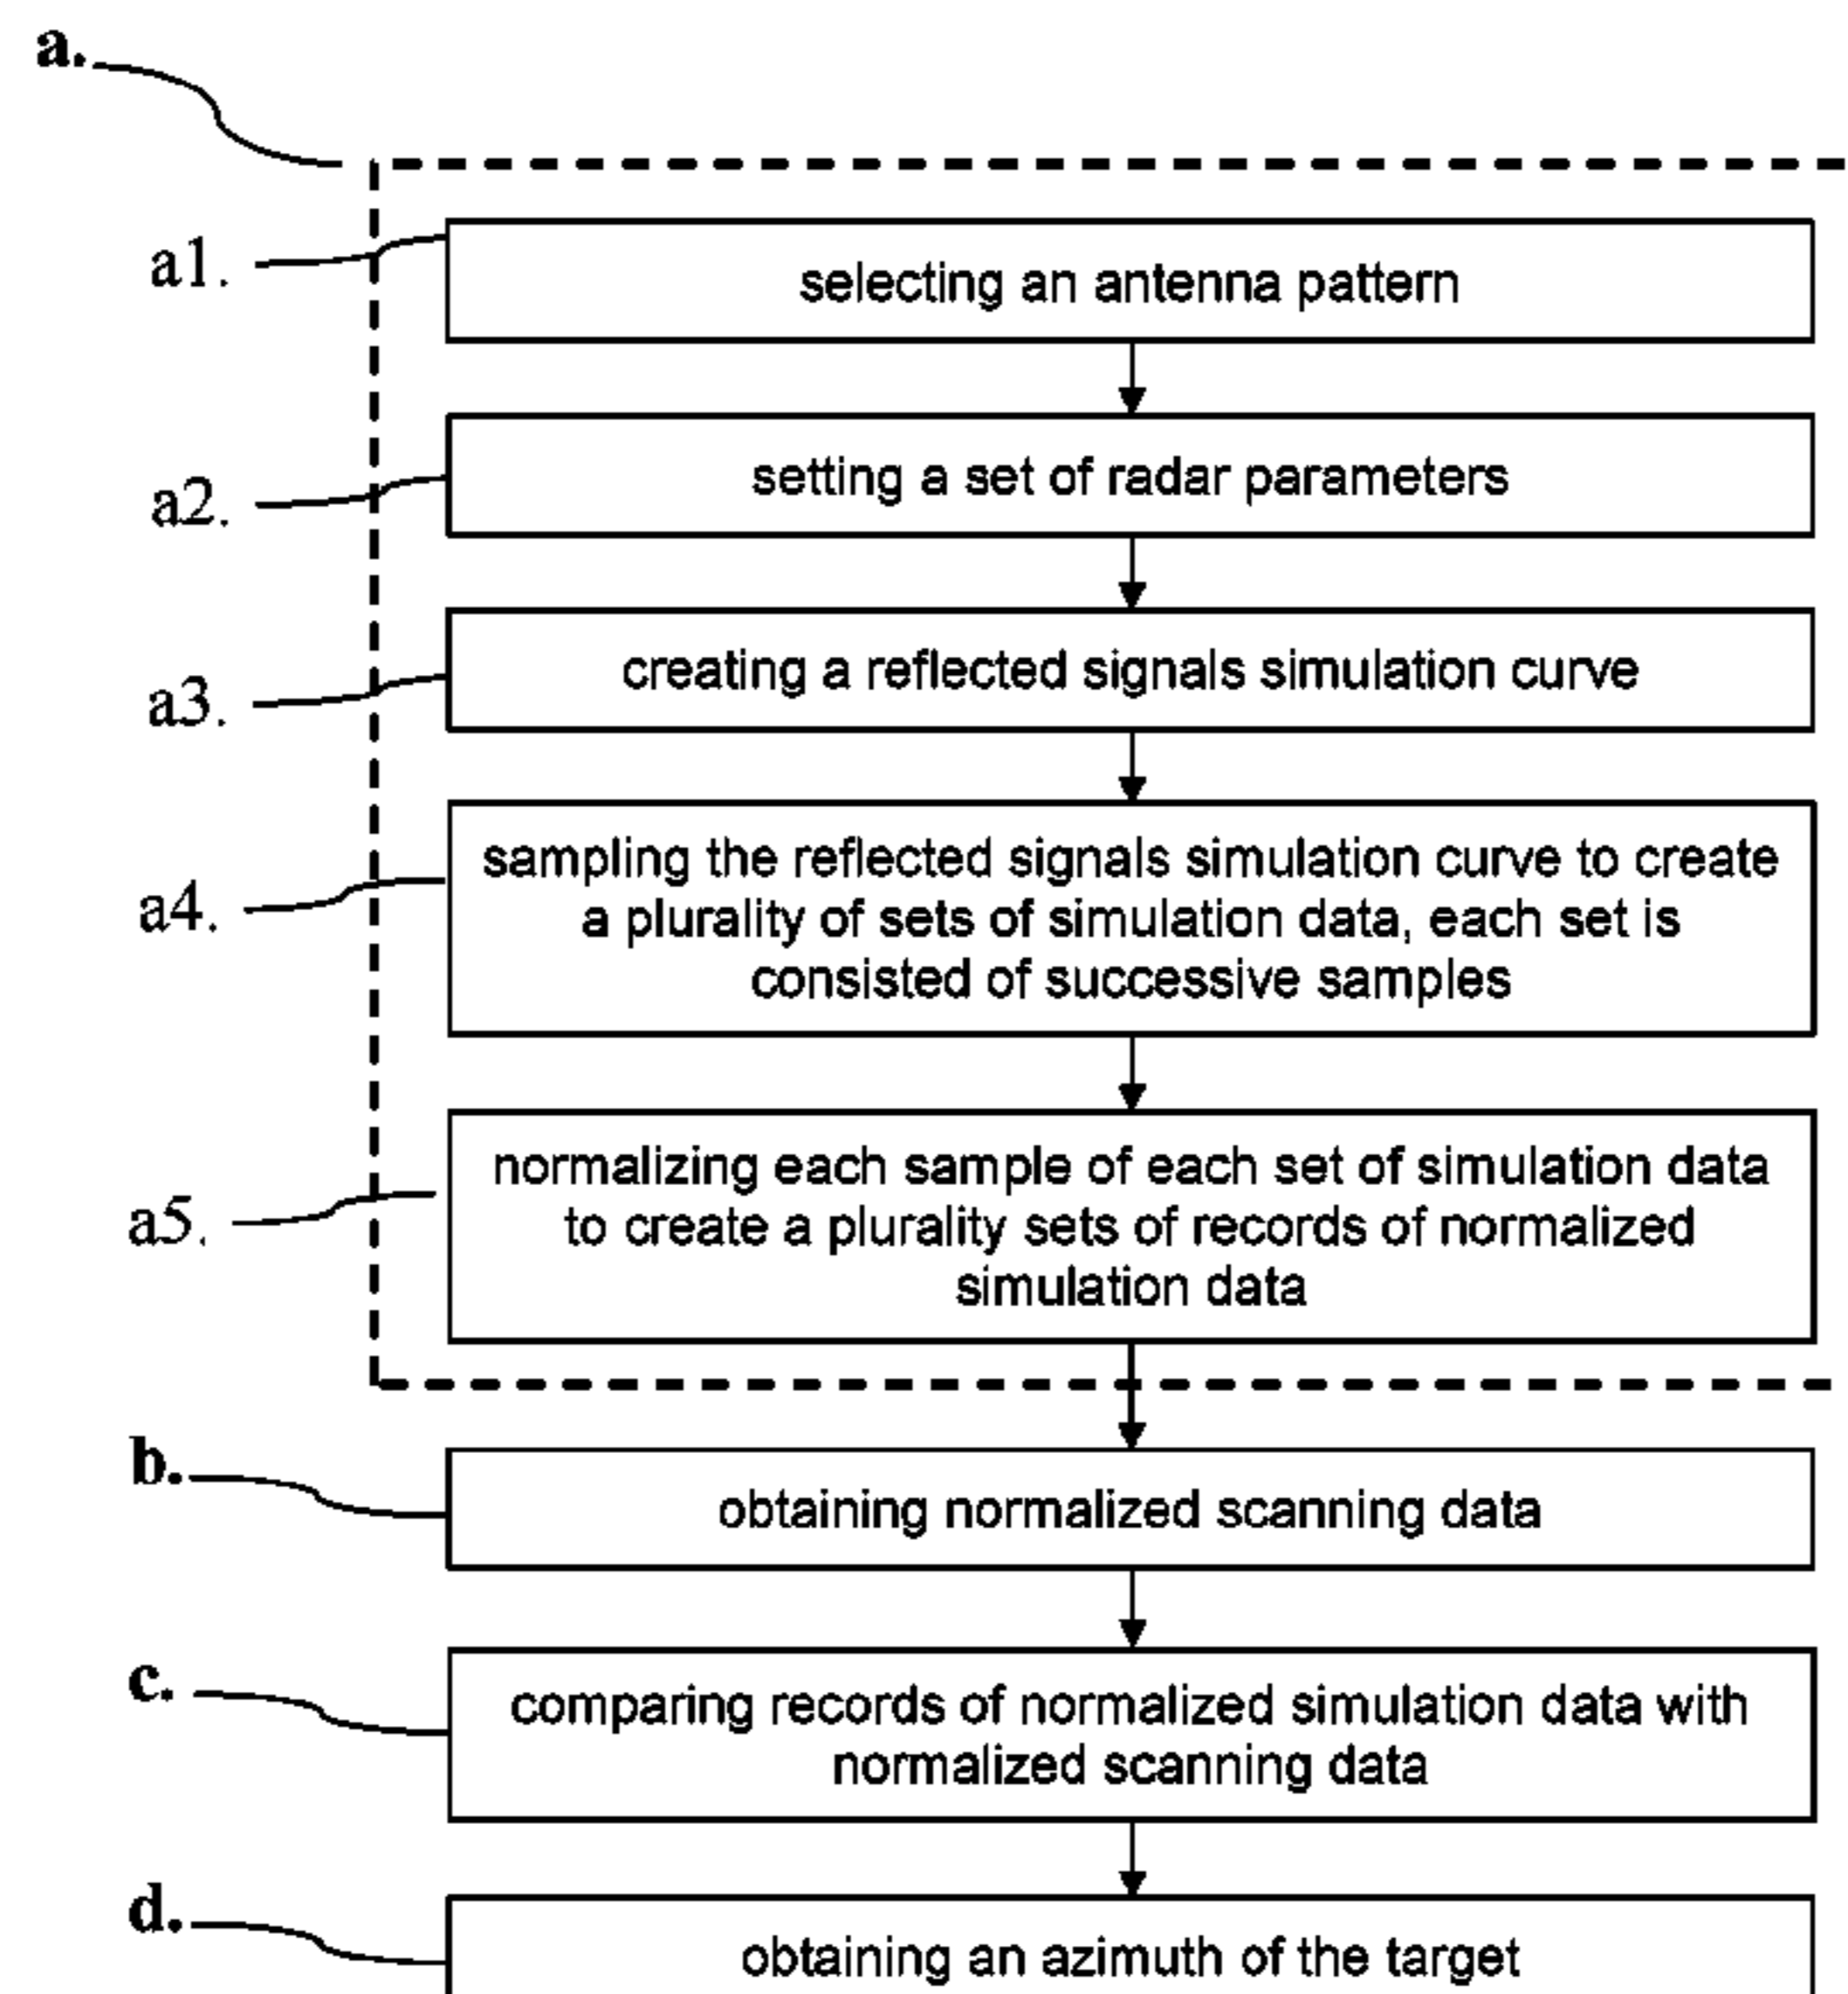 a.
a1.
selecting an antenna pattern
a2.
setting a set of radar parameters
a3.
creating a reflected signals simulation curve
a4.
sampling the reflected signals simulation curve to create
a plurality of sets of simulation data, each set is
consisted of successive samples
a5.
normalizing each sample of each set of simulation data
to create a plurality sets of records of normalized
simulation data
b.
obtaining normalized scanning data
c.
comparing records of normalized simulation data with
normalized scanning data
d.
obtaining an azimuth of the target